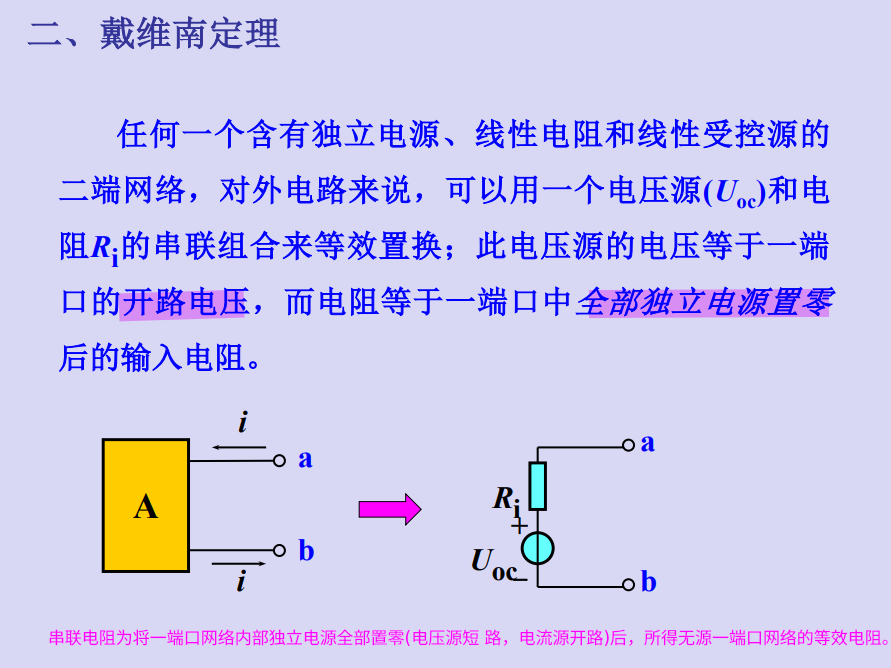 二、戴维南定理
任何一个含有独立电源、线性电阻和线性受控源的
二端网络，对外电路来说，可以用一个电压源(Uoc)和电
阻Ri的串联组合来等效置换；此电压源的电压等于一端
口的开路电压，而电阻等于一端口中全部独立电源置零
后的输入电阻。
i
a
A
b
i
a
Ri
+
Uoc
−
b
串联电阻为将一端口网络内部独立电源全部置零(电压源短 路，电流源开路)后，所得无源一端口网络的等效电阻。